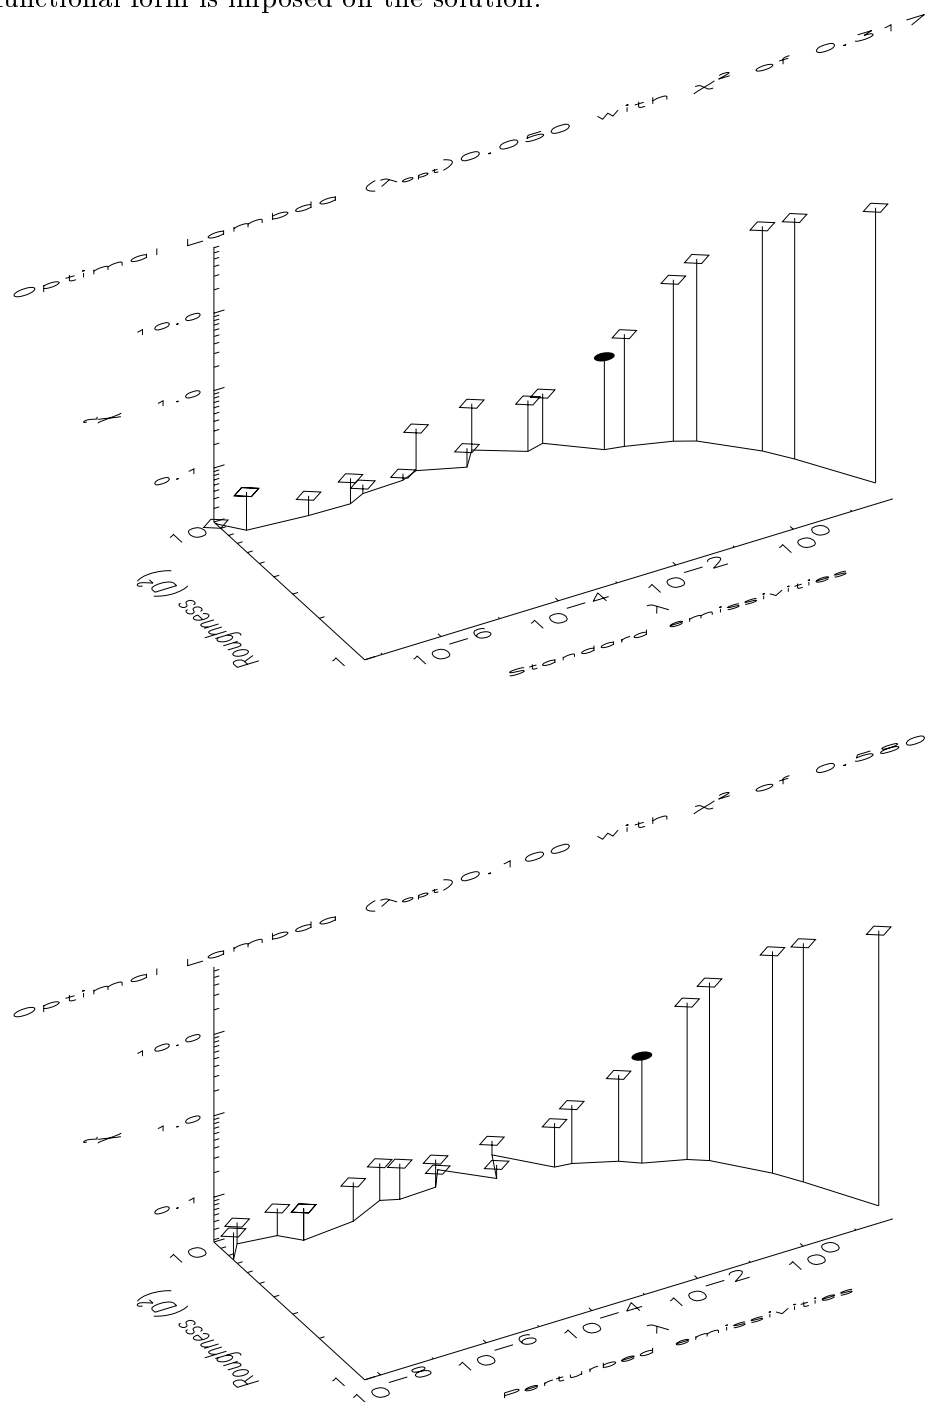 functional form is imposed on the solution.
Optimal Lambda (λopt)0.050 with χ² of 0.317
10.0
1.0
0.1
χ
10
1
Roughness (D²)
10−6
10−4
10−2
100
λ
Standard emissivities
Optimal Lambda (λopt)0.100 with χ² of 0.580
10.0
1.0
0.1
χ
10
1
Roughness (D²)
10−8
10−6
10−4
10−2
100
λ
Perturbed emissivities